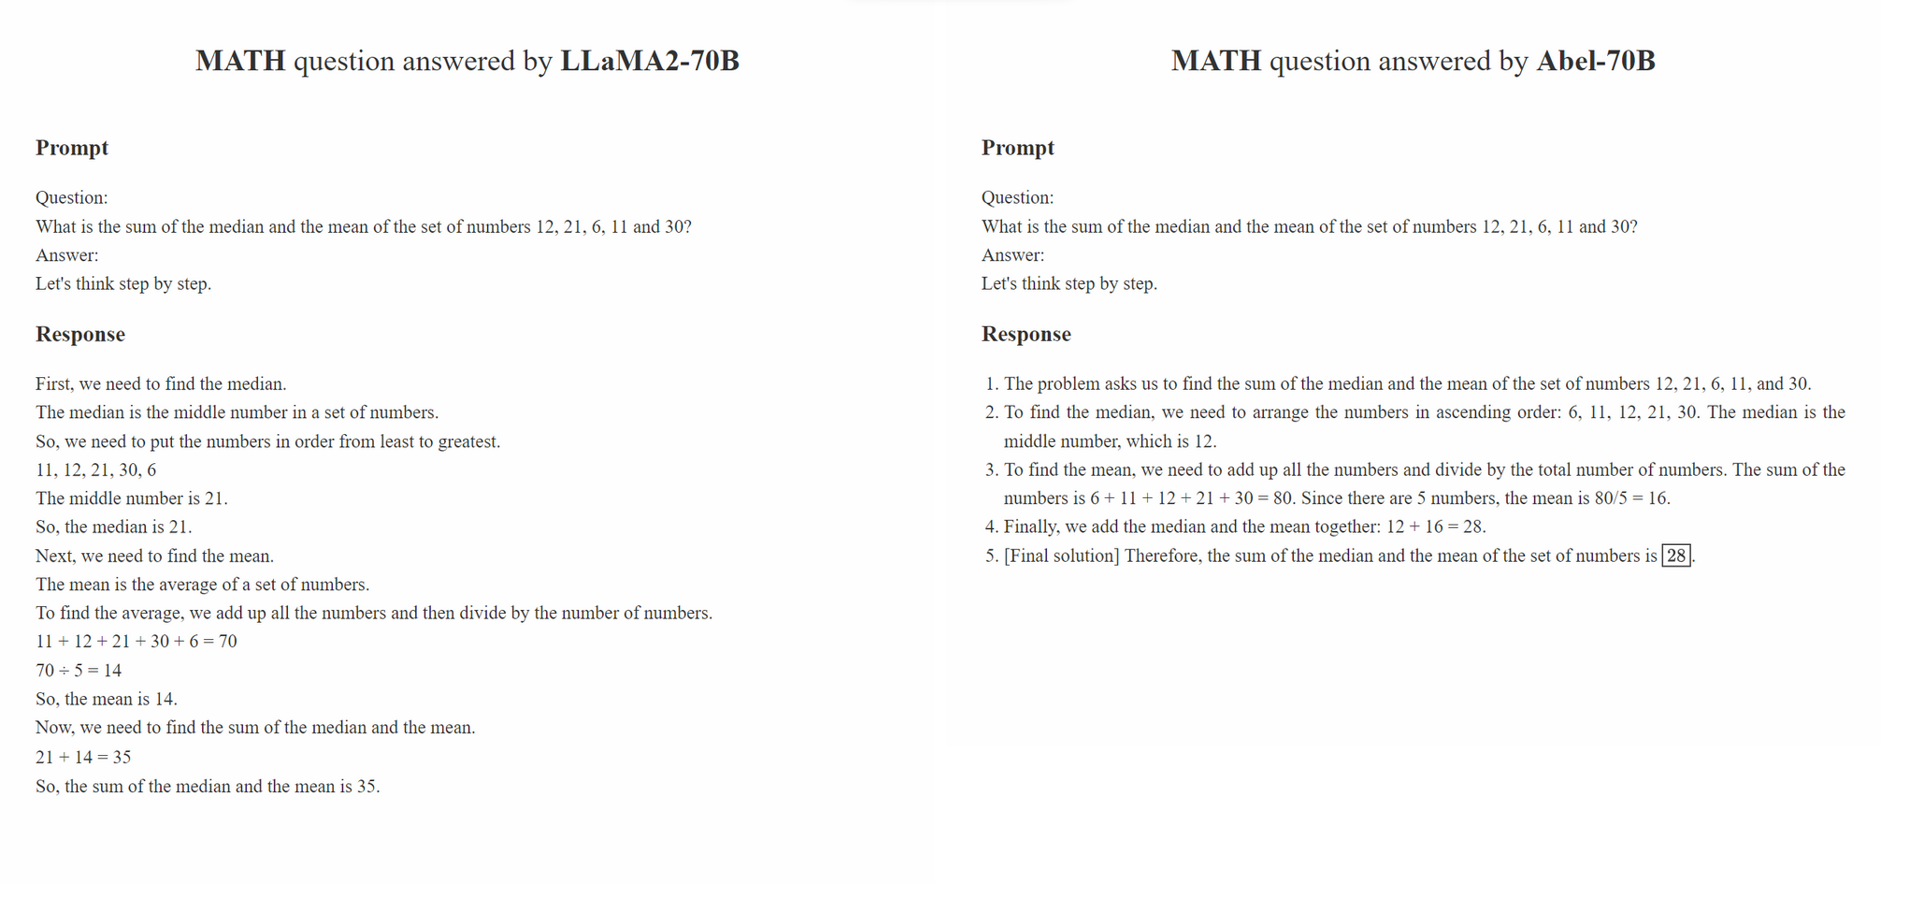 MATH question answered by LLaMA2-70B
Prompt
Question:
What is the sum of the median and the mean of the set of numbers 12, 21, 6, 11 and 30?
Answer:
Let's think step by step.
Response
First, we need to find the median.
The median is the middle number in a set of numbers.
So, we need to put the numbers in order from least to greatest.
11, 12, 21, 30, 6
The middle number is 21.
So, the median is 21.
Next, we need to find the mean.
The mean is the average of a set of numbers.
To find the average, we add up all the numbers and then divide by the number of numbers.
11 + 12 + 21 + 30 + 6 = 70
70 ÷ 5 = 14
So, the mean is 14.
Now, we need to find the sum of the median and the mean.
21 + 14 = 35
So, the sum of the median and the mean is 35.
MATH question answered by Abel-70B
Prompt
Question:
What is the sum of the median and the mean of the set of numbers 12, 21, 6, 11 and 30?
Answer:
Let's think step by step.
Response
1. The problem asks us to find the sum of the median and the mean of the set of numbers 12, 21, 6, 11, and 30.
2. To find the median, we need to arrange the numbers in ascending order: 6, 11, 12, 21, 30. The median is the
middle number, which is 12.
3. To find the mean, we need to add up all the numbers and divide by the total number of numbers. The sum of the
numbers is 6 + 11 + 12 + 21 + 30 = 80. Since there are 5 numbers, the mean is 80/5 = 16.
4. Finally, we add the median and the mean together: 12 + 16 = 28.
5. [Final solution] Therefore, the sum of the median and the mean of the set of numbers is 28.